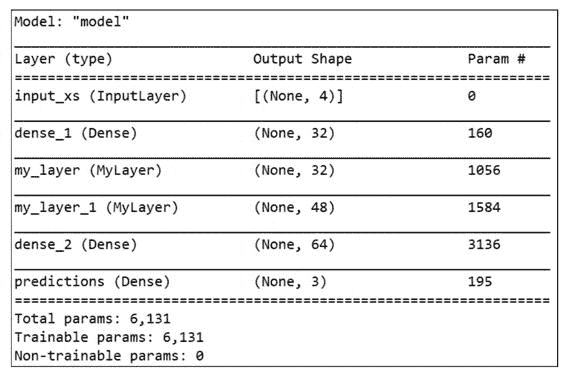 Model: "model"
Layer (type) Output Shape Param #
input_xs (InputLayer) [(None, 4)] 0
dense_1 (Dense) (None, 32) 160
my_layer (MyLayer) (None, 32) 1056
my_layer_1 (MyLayer) (None, 48) 1584
dense_2 (Dense) (None, 64) 3136
predictions (Dense) (None, 3) 195
Total params: 6,131
Trainable params: 6,131
Non-trainable params: 0